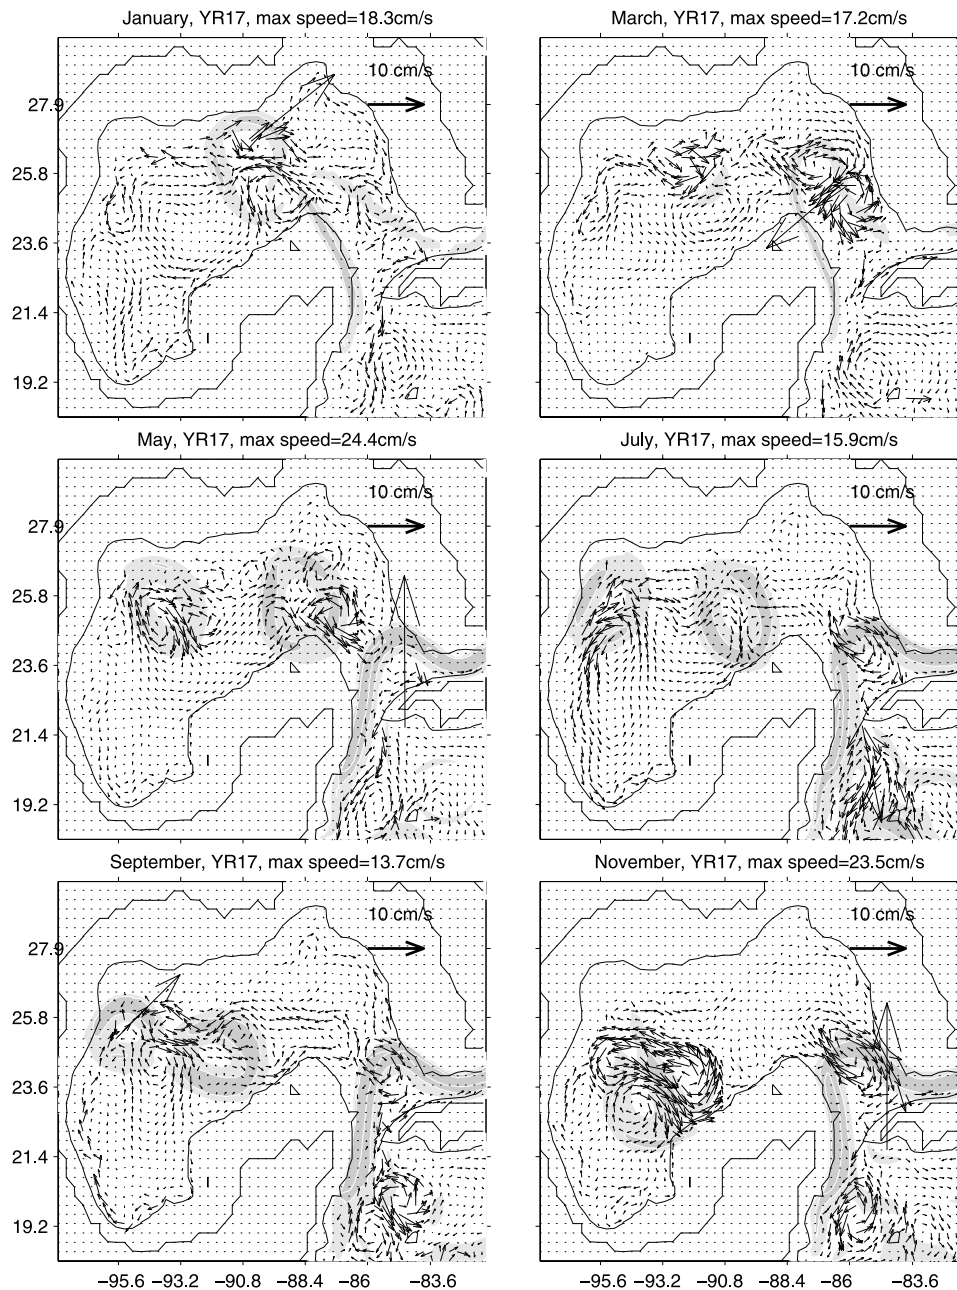 January, YR17, max speed=18.3cm/s
March, YR17, max speed=17.2cm/s
10 cm/s
10 cm/s
27.9
25.8
23.6
21.4
19.2
May, YR17, max speed=24.4cm/s
July, YR17, max speed=15.9cm/s
10 cm/s
10 cm/s
27.9
25.8
23.6
21.4
19.2
September, YR17, max speed=13.7cm/s
November, YR17, max speed=23.5cm/s
10 cm/s
10 cm/s
27.9
25.8
23.6
21.4
19.2
−95.6 −93.2 −90.8 −88.4 −86 −83.6
−95.6 −93.2 −90.8 −88.4 −86 −83.6